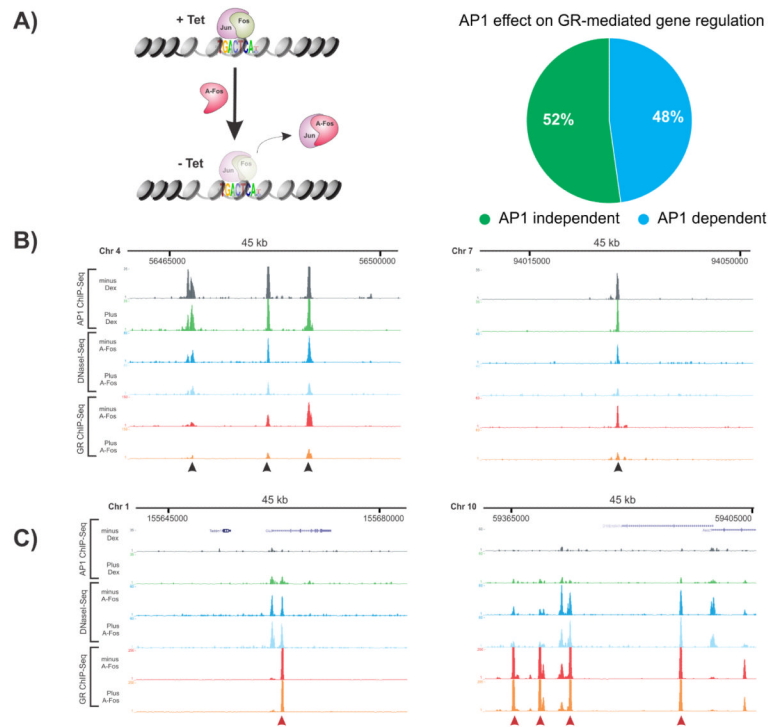 A)
+ Tet
Jun
Fos
TGACTCA
A-Fos
A-Fos
Jun
- Tet
Jun
Fos
TGACTCA
AP1 effect on GR-mediated gene regulation
52%
48%
AP1 independent
AP1 dependent
B)
Chr 4
45 kb
56465000
56500000
AP1 ChIP-Seq
minus Dex
Plus Dex
DNaseI-Seq
minus A-Fos
Plus A-Fos
GR ChIP-Seq
minus A-Fos
Plus A-Fos
Chr 7
45 kb
94015000
94050000
C)
Chr 1
45 kb
155645000
155680000
AP1 ChIP-Seq
minus Dex
Plus Dex
DNaseI-Seq
minus A-Fos
Plus A-Fos
GR ChIP-Seq
minus A-Fos
Plus A-Fos
Chr 10
45 kb
59365000
59405000